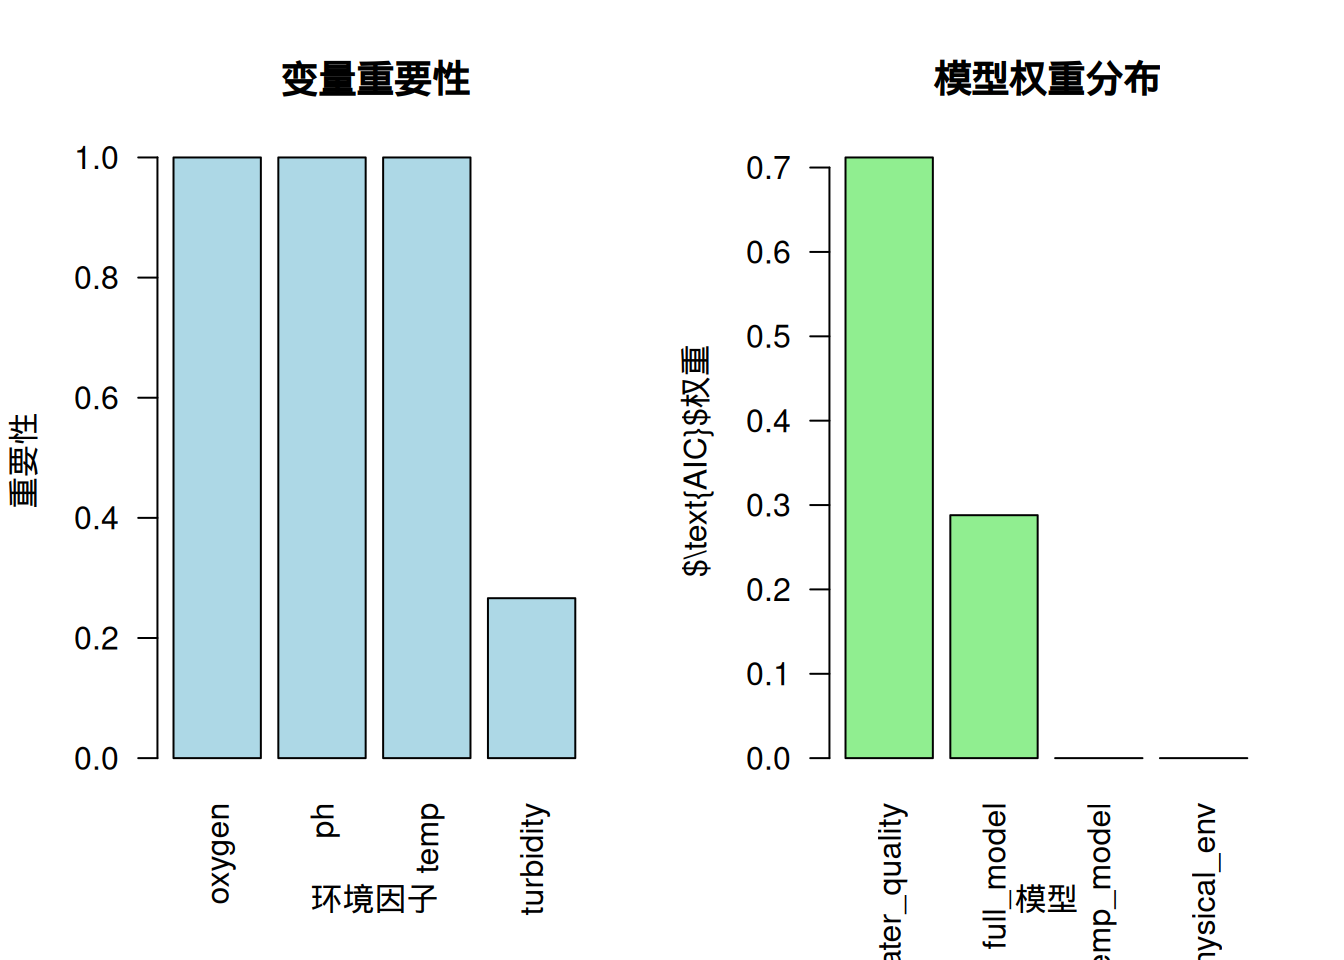 变量重要性
重要性
1.0
0.8
0.6
0.4
0.2
0.0
oxygen
ph
temp
turbidity
环境因子
模型权重分布
$\text{AIC}$权重
0.7
0.6
0.5
0.4
0.3
0.2
0.1
0.0
ater_quality
full_model
emp_model
hysical_env
模型